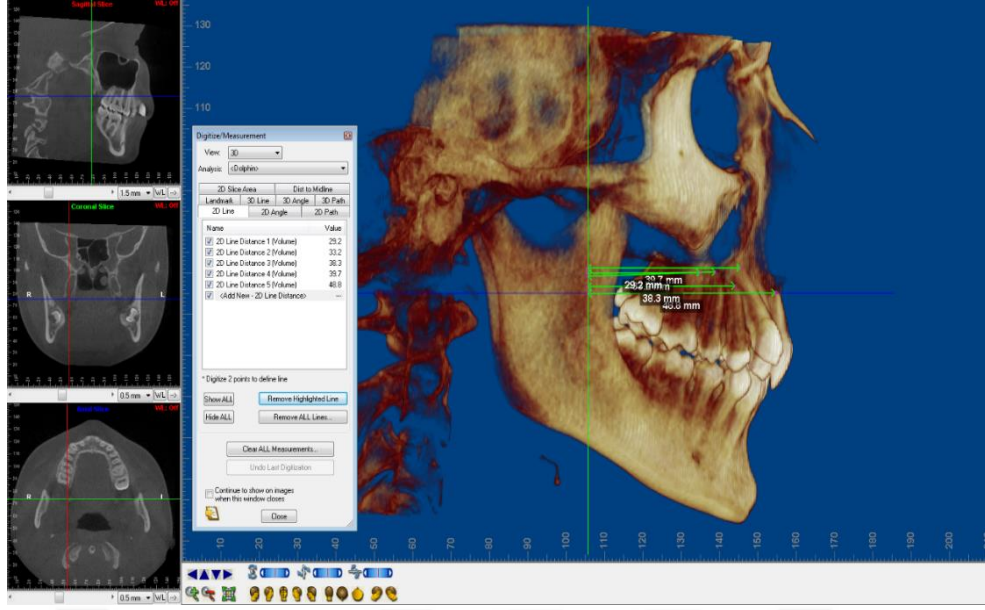 Sagittal Slice
WL: Off
1.5 mm
W/L
Coronal Slice
WL: Off
R
L
0.5 mm
W/L
Axial Slice
WL: Off
R
L
0.5 mm
W/L
Digitize/Measurement
View: 3D
Analysis: <Dolphin>
2D Slice Area Dist to Midline
Landmark 3D Line 3D Angle 3D Path
2D Line 2D Angle 2D Path
Name Value
2D Line Distance 1 (Volume) 29.2
2D Line Distance 2 (Volume) 33.2
2D Line Distance 3 (Volume) 38.3
2D Line Distance 4 (Volume) 39.7
2D Line Distance 5 (Volume) 48.8
<Add New - 2D Line Distance> ---
* Digitize 2 points to define line
Show ALL Remove Highlighted Line
Hide ALL Remove ALL Lines...
Clear ALL Measurements...
Undo Last Digitization
Continue to show on images
when this window closes
Close
130
120
110
39.7 mm
29.2 mm
38.3 mm
10 20 30 40 50 60 70 80 90 100 110 120 130 140 150 160 170 180 190 200